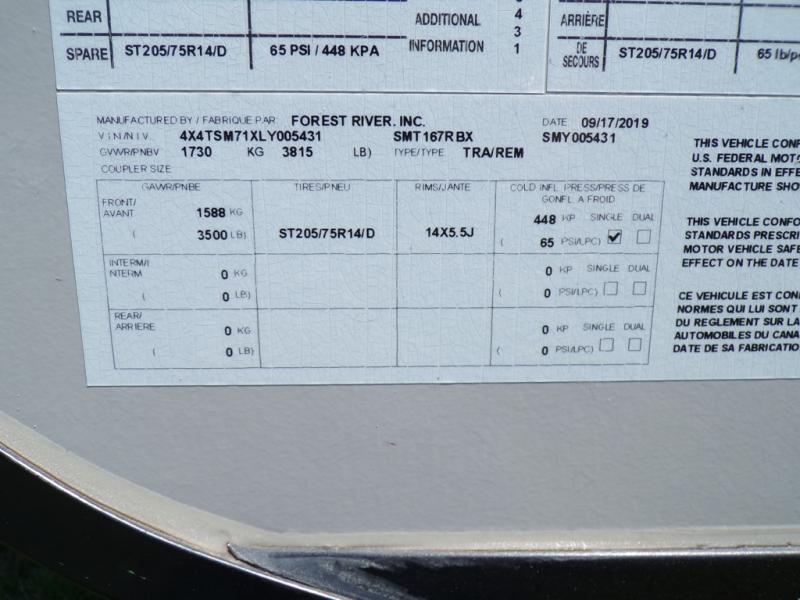 4
3
1
REAR
SPARE ST205/75R14/D 65 PSI / 448 KPA
ADDITIONAL
INFORMATION
ARRIÈRE
DE
SECOURS ST205/75R14/D 65 lb/p
MANUFACTURED BY / FABRIQUE PAR: FOREST RIVER. INC. DATE: 09/17/2019
V.I.N/N.I.V. 4X4TSM71XLY005431 SMT167RBX SMY005431
GVWR/PNBV 1730 KG 3815 LB) TYPE/TYPE TRA/REM
COUPLER SIZE
GAWR/PNBE TIRES/PNEU RIMS/JANTE COLD INFL. PRESS/PRESS DE
GONFL. A FROID
FRONT/
AVANT 1588 KG 448 KP SINGLE DUAL
( 3500 LB) ST205/75R14/D 14X5.5J ( 65 PSI/LPC)
INTERM/I
NTERM 0 KG 0 KP SINGLE DUAL
( 0 LB) ( 0 PSI/LPC)
REAR/
ARRIERE 0 KG 0 KP SINGLE DUAL
( 0 LB) ( 0 PSI/LPC)
THIS VEHICLE CONF
U.S. FEDERAL MOTO
STANDARDS IN EFFE
MANUFACTURE SHO
THIS VEHICLE CONFO
STANDARDS PRESCRI
MOTOR VEHICLE SAFE
EFFECT ON THE DATE
CE VEHICULE EST CON
NORMES QUI LUI SONT
DU REGLEMENT SUR LA
AUTOMOBILES DU CANA
DATE DE SA FABRICATIO